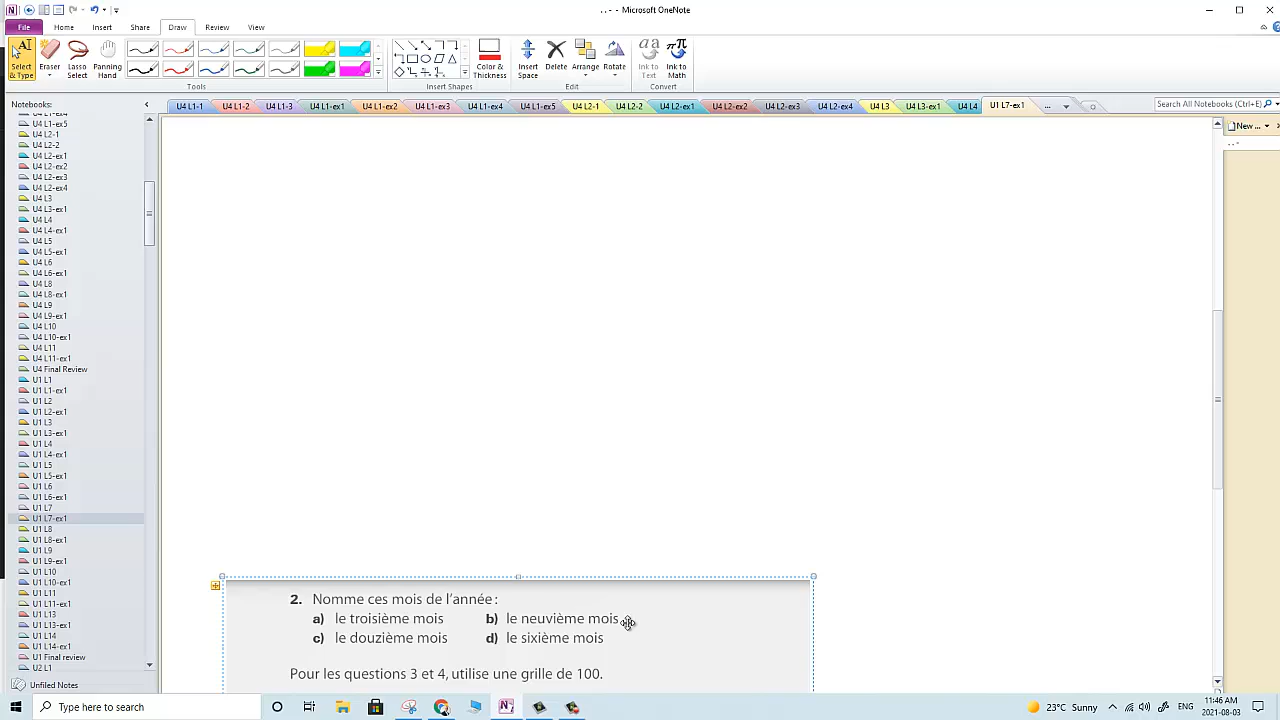 . . - - Microsoft OneNote
File Home Insert Share Draw Review View
Select & Type
Eraser
Lasso Select
Panning Hand
Color & Thickness
Insert Space
Delete
Arrange
Rotate
Ink to Text
Ink to Math
Tools
Insert Shapes
Edit
Convert
Notebooks:
U4 L1-1 U4 L1-2 U4 L1-3 U4 L1-ex1 U4 L1-ex2 U4 L1-ex3 U4 L1-ex4 U4 L1-ex5 U4 L2-1 U4 L2-2 U4 L2-ex1 U4 L2-ex2 U4 L2-ex3 U4 L2-ex4 U4 L3 U4 L3-ex1 U4 L4 U1 L7-ex1 ...
Search All Notebooks (Ctrl+E)
New ...
U4 L1-ex4
U4 L1-ex5
U4 L2-1
U4 L2-2
U4 L2-ex1
U4 L2-ex2
U4 L2-ex3
U4 L2-ex4
U4 L3
U4 L3-ex1
U4 L4
U4 L4-ex1
U4 L5
U4 L5-ex1
U4 L6
U4 L6-ex1
U4 L8
U4 L8-ex1
U4 L9
U4 L9-ex1
U4 L10
U4 L10-ex1
U4 L11
U4 L11-ex1
U4 Final Review
U1 L1
U1 L1-ex1
U1 L2
U1 L2-ex1
U1 L3
U1 L3-ex1
U1 L4
U1 L4-ex1
U1 L5
U1 L5-ex1
U1 L6
U1 L6-ex1
U1 L7
U1 L7-ex1
U1 L8
U1 L8-ex1
U1 L9
U1 L9-ex1
U1 L10
U1 L10-ex1
U1 L11
U1 L11-ex1
U1 L13
U1 L13-ex1
U1 L14
U1 L14-ex1
U1 Final review
U2 L1
Unfiled Notes
2. Nomme ces mois de l'année :
a) le troisième mois b) le neuvième mois
c) le douzième mois d) le sixième mois
Pour les questions 3 et 4, utilise une grille de 100.
Type here to search
23°C Sunny
ENG
11:46 AM
2021-08-03